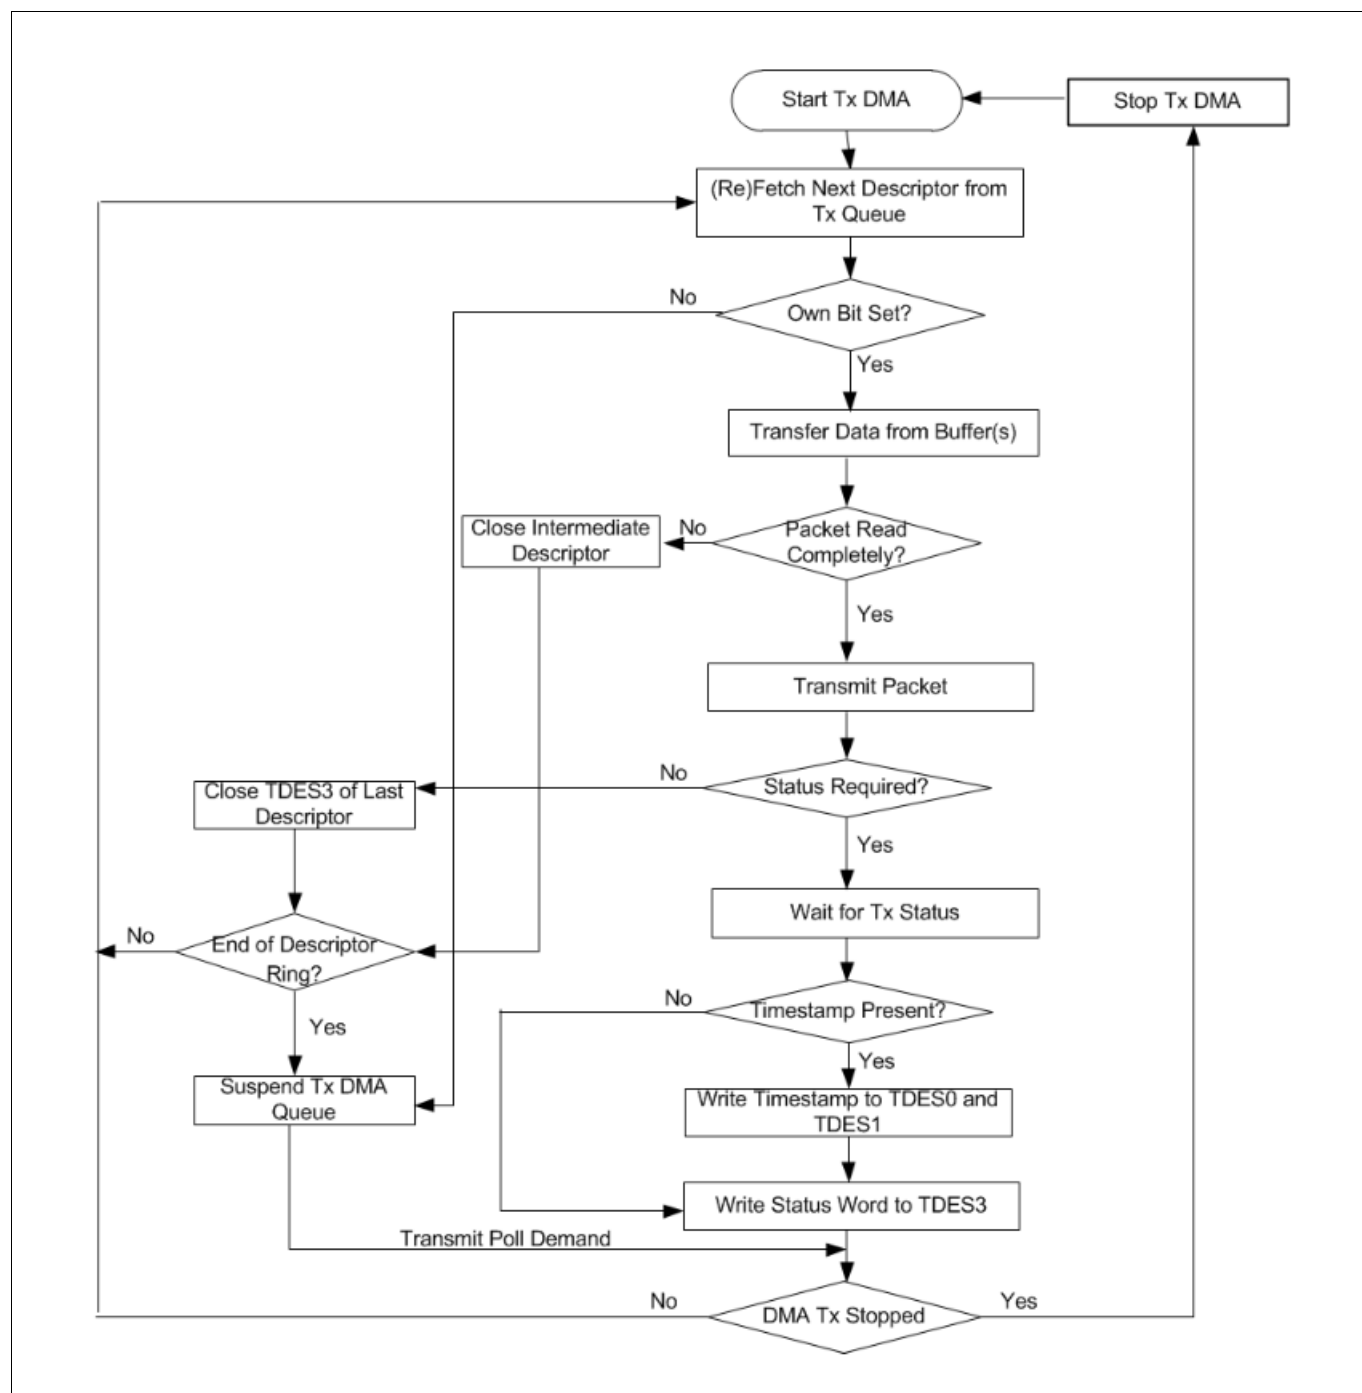 Start Tx DMA
Stop Tx DMA
(Re)Fetch Next Descriptor from
Tx Queue
No
Own Bit Set?
Yes
Transfer Data from Buffer(s)
Close Intermediate
Descriptor
No
Packet Read
Completely?
Yes
Transmit Packet
Close TDES3 of Last
Descriptor
No
Status Required?
Yes
Wait for Tx Status
No
End of Descriptor
Ring?
Yes
No
Timestamp Present?
Yes
Suspend Tx DMA
Queue
Write Timestamp to TDES0 and
TDES1
Write Status Word to TDES3
Transmit Poll Demand
No
DMA Tx Stopped
Yes